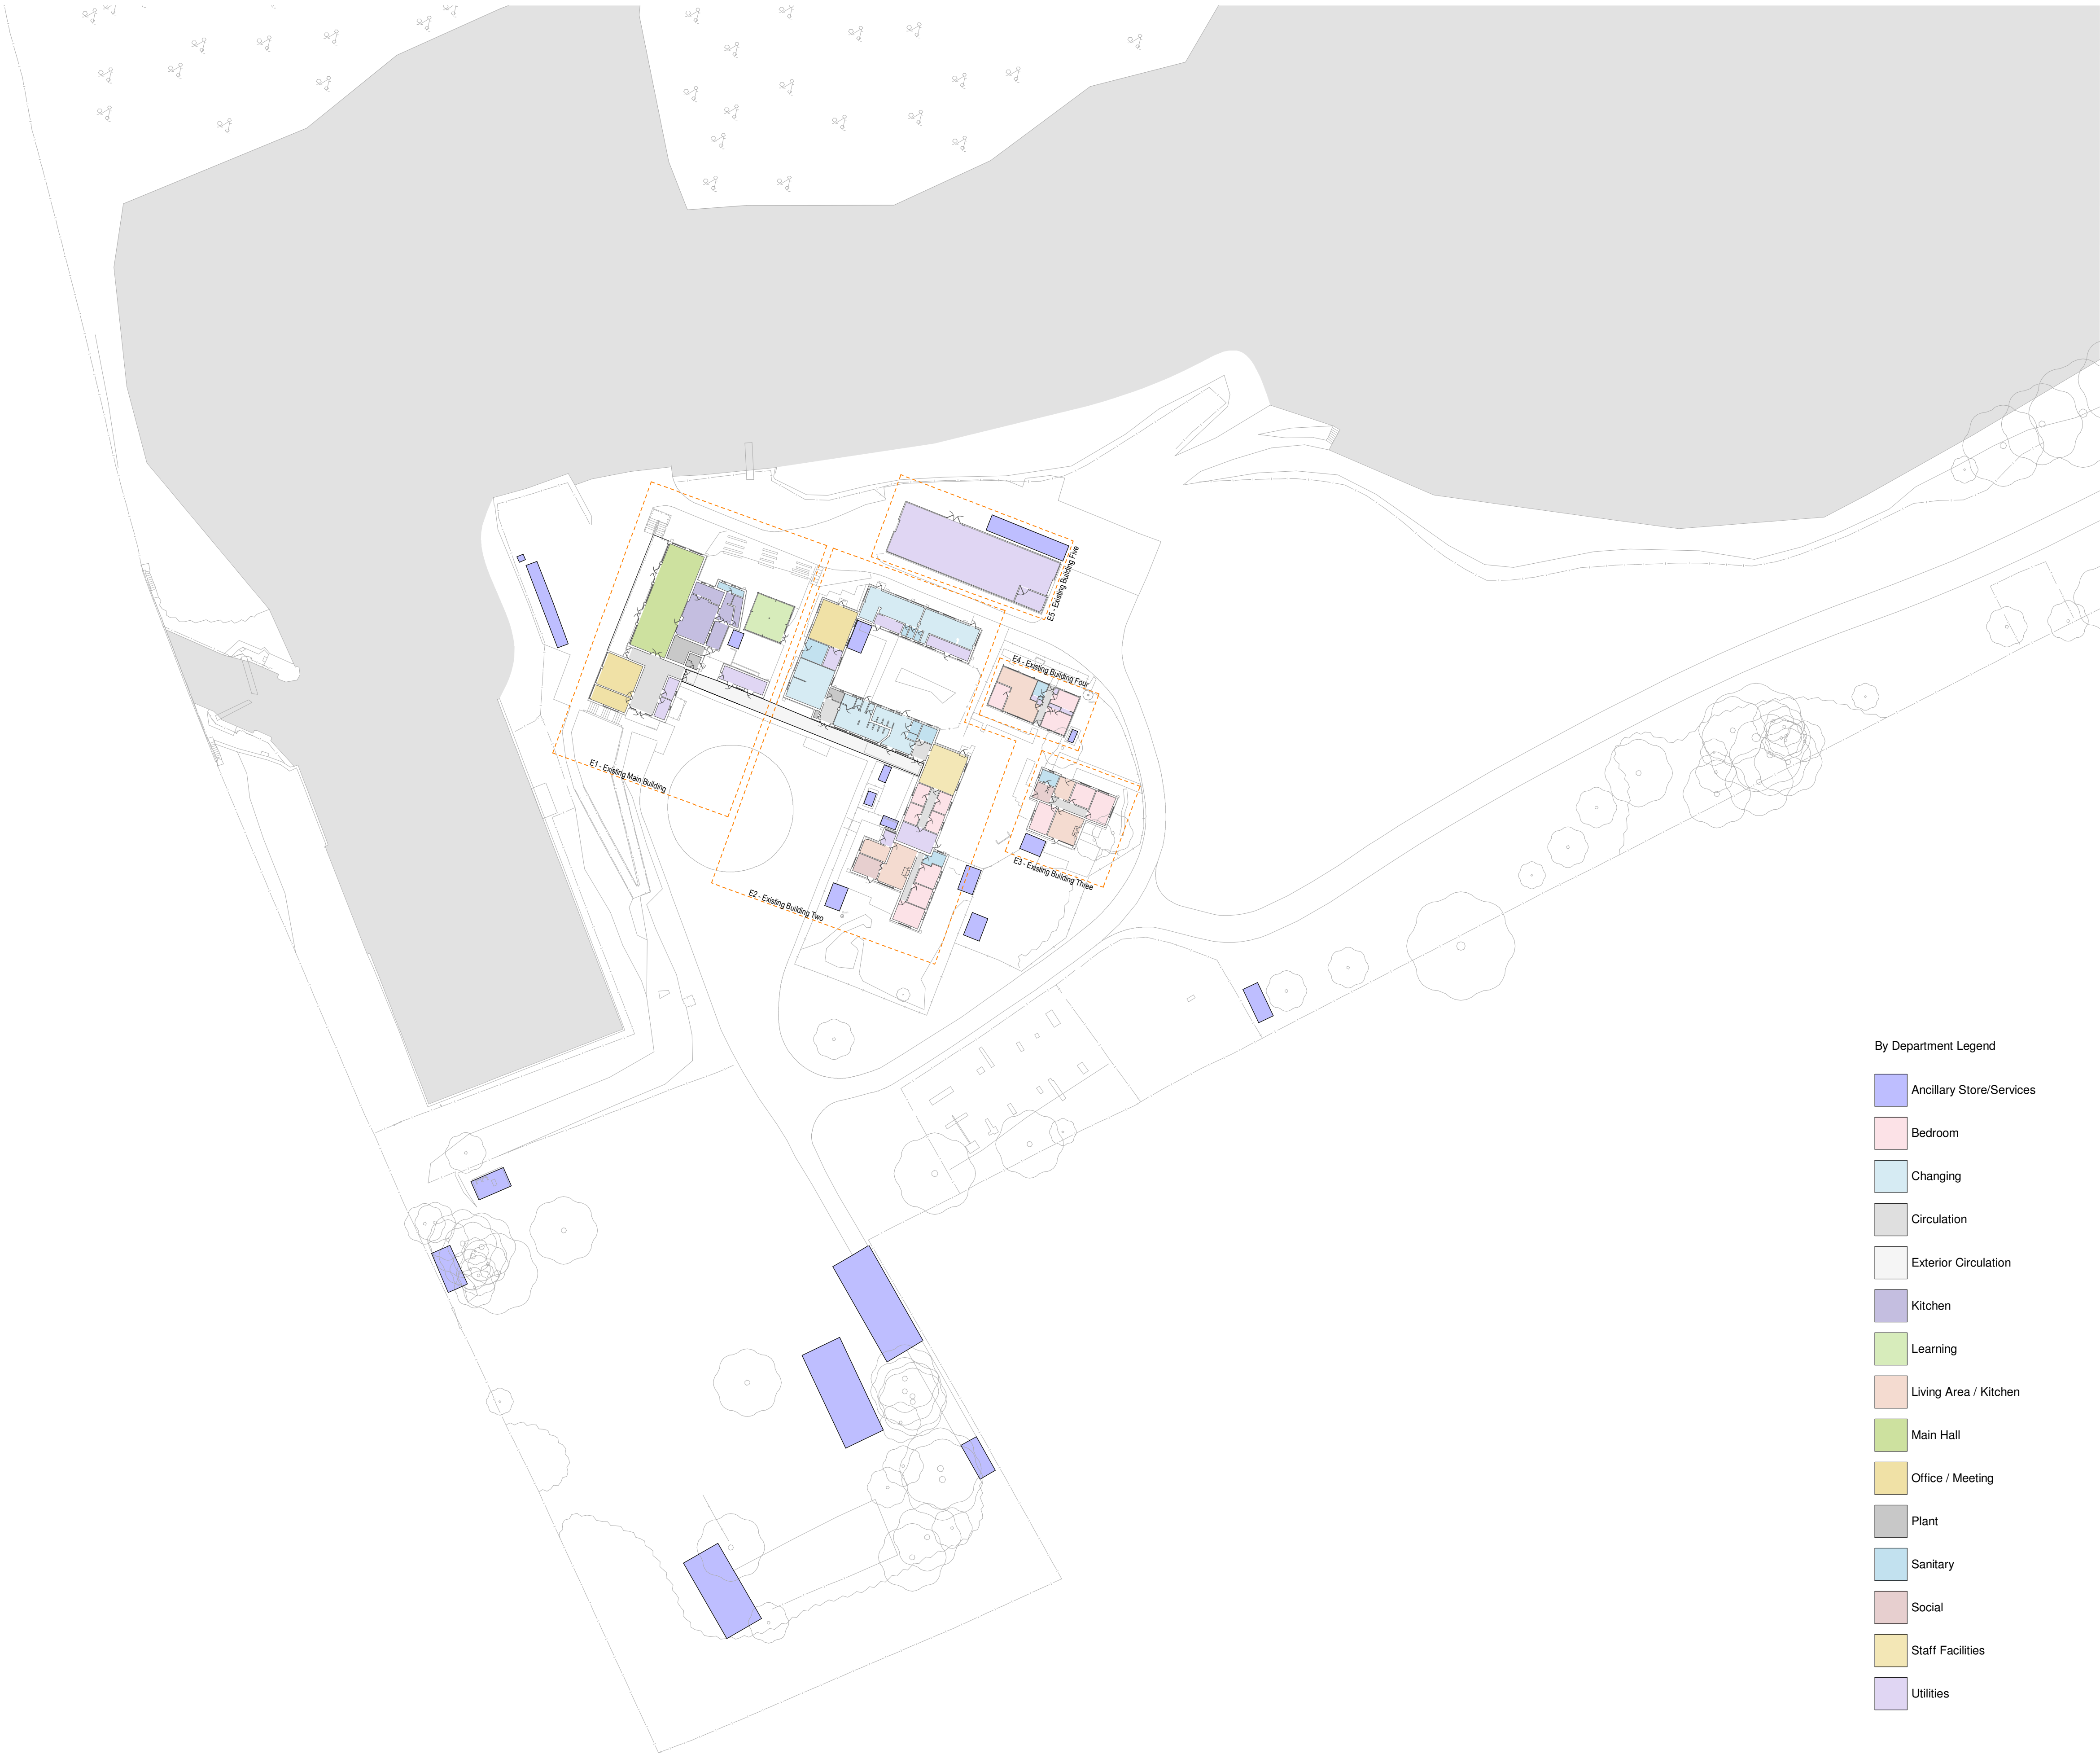 E5 - Existing Building Five
E4 - Existing Building Four
E1 - Existing Main Building
E3 - Existing Building Three
E2 - Existing Building Two
By Department Legend
Ancillary Store/Services
Bedroom
Changing
Circulation
Exterior Circulation
Kitchen
Learning
Living Area / Kitchen
Main Hall
Office / Meeting
Plant
Sanitary
Social
Staff Facilities
Utilities